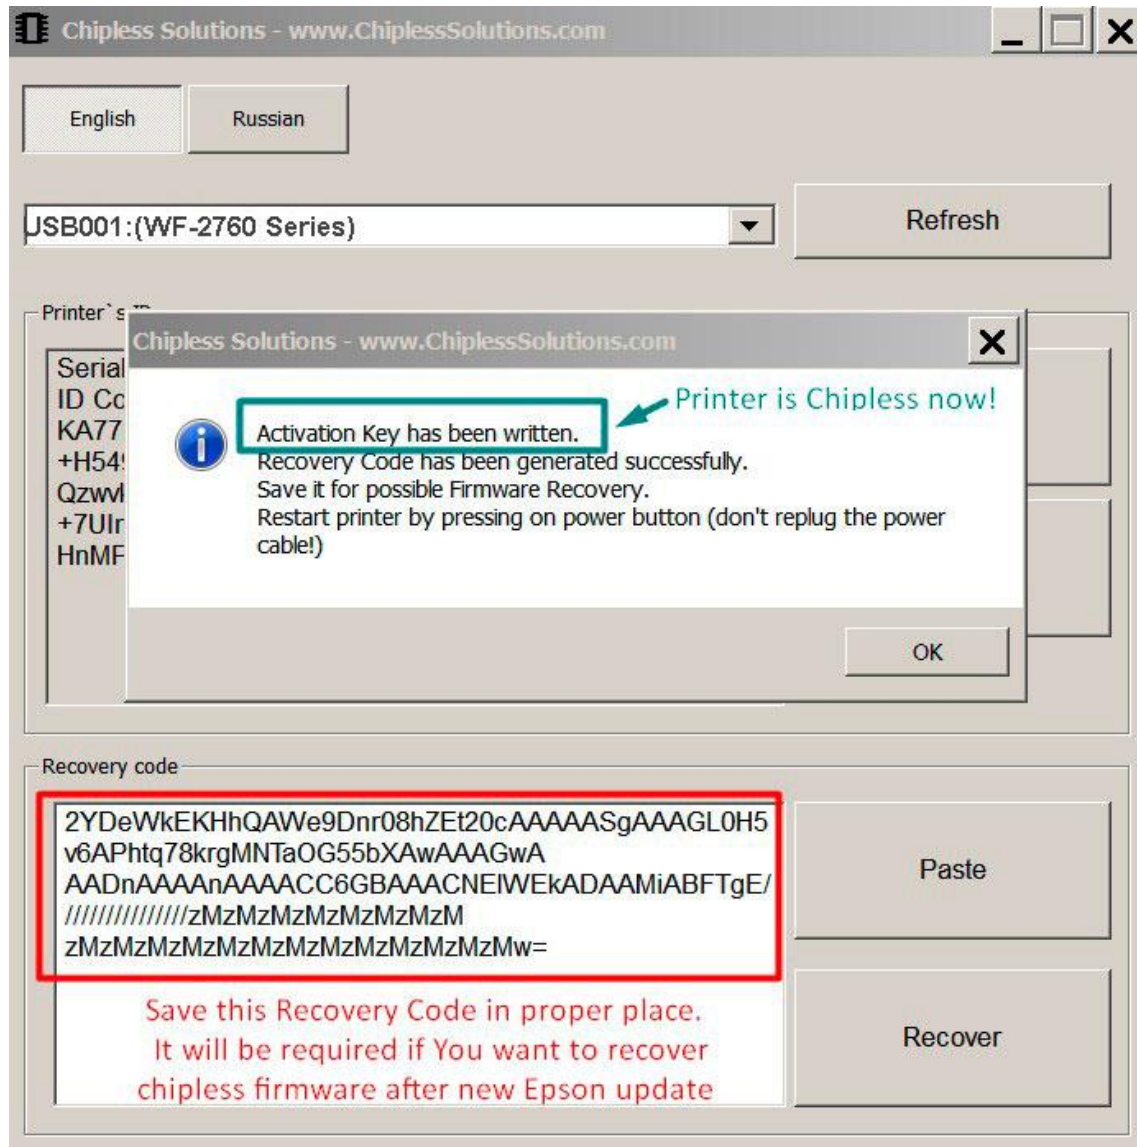 Chipless Solutions - www.ChiplessSolutions.com
English
Russian
USB001:(WF-2760 Series)
Refresh
Printer`s
Chipless Solutions - www.ChiplessSolutions.com
Serial
ID Co
KA77
+H549
Qzwvl
+7UIr
HnMF
Printer is Chipless now!
Activation Key has been written.
Recovery Code has been generated successfully.
Save it for possible Firmware Recovery.
Restart printer by pressing on power button (don't replug the power
cable!)
OK
Recovery code
2YDeWkEKHhQAWe9Dnr08hZEt20cAAAAASgAAAGL0H5
v6APhtq78krgMNTaOG55bXAwAAAGwA
AADnAAAAnAAAACC6GBAAACNElWEkADAAMiABFTgE/
///////////////zMzMzMzMzMzMzMzM
zMzMzMzMzMzMzMzMzMzMzMzMzMw=
Paste
Save this Recovery Code in proper place.
It will be required if You want to recover
chipless firmware after new Epson update
Recover